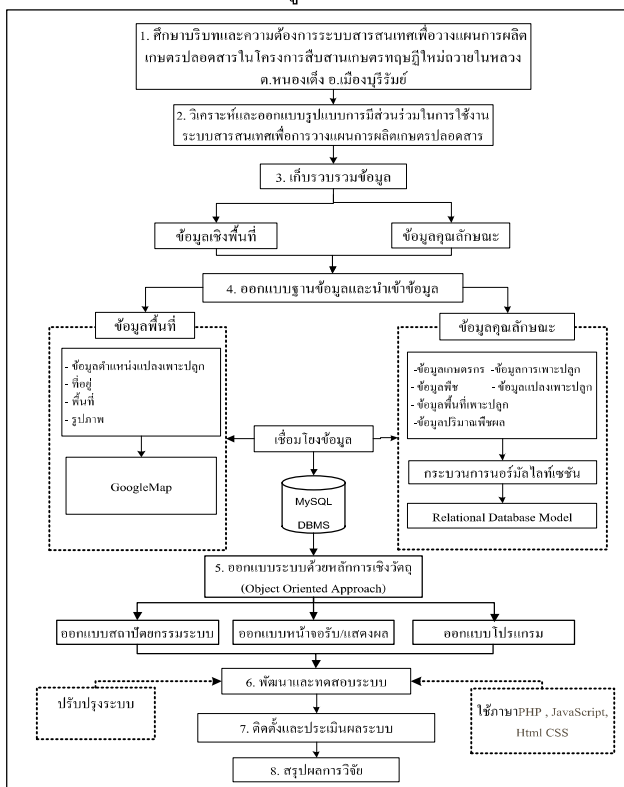 1. ศึกษาบริบทและความต้องการระบบสารสนเทศเพื่อวางแผนการผลิต
เกษตรปลอดสารในโครงการสืบสานเกษตรทฤษฎีใหม่ถวายในหลวง
ต.หนองเต็ง อ.เมืองบุรีรัมย์
2. วิเคราะห์และออกแบบรูปแบบการมีส่วนร่วมในการใช้งาน
ระบบสารสนเทศเพื่อการวางแผนการผลิตเกษตรปลอดสาร
3. เก็บรวบรวมข้อมูล
ข้อมูลเชิงพื้นที่
ข้อมูลคุณลักษณะ
4. ออกแบบฐานข้อมูลและนำเข้าข้อมูล
ข้อมูลพื้นที่
ข้อมูลคุณลักษณะ
- ข้อมูลตำแหน่งแปลงเพาะปลูก
- ที่อยู่
- พื้นที่
- รูปภาพ
GoogleMap
-ข้อมูลเกษตรกร -ข้อมูลการเพาะปลูก
-ข้อมูลพืช -ข้อมูลแปลงเพาะปลูก
- ข้อมูลพื้นที่เพาะปลูก
-ข้อมูลปริมาณพืชผล
กระบวนการนอร์มัลไลท์เซชัน
Relational Database Model
เชื่อมโยงข้อมูล
MySQL
DBMS
5. ออกแบบระบบด้วยหลักการเชิงวัตถุ
(Object Oriented Approach)
ออกแบบสถาปัตยกรรมระบบ
ออกแบบหน้าจอรับ/แสดงผล
ออกแบบโปรแกรม
6. พัฒนาและทดสอบระบบ
ปรับปรุงระบบ
ใช้ภาษาPHP , JavaScript,
Html CSS
7. ติดตั้งและประเมินผลระบบ
8. สรุปผลการวิจัย